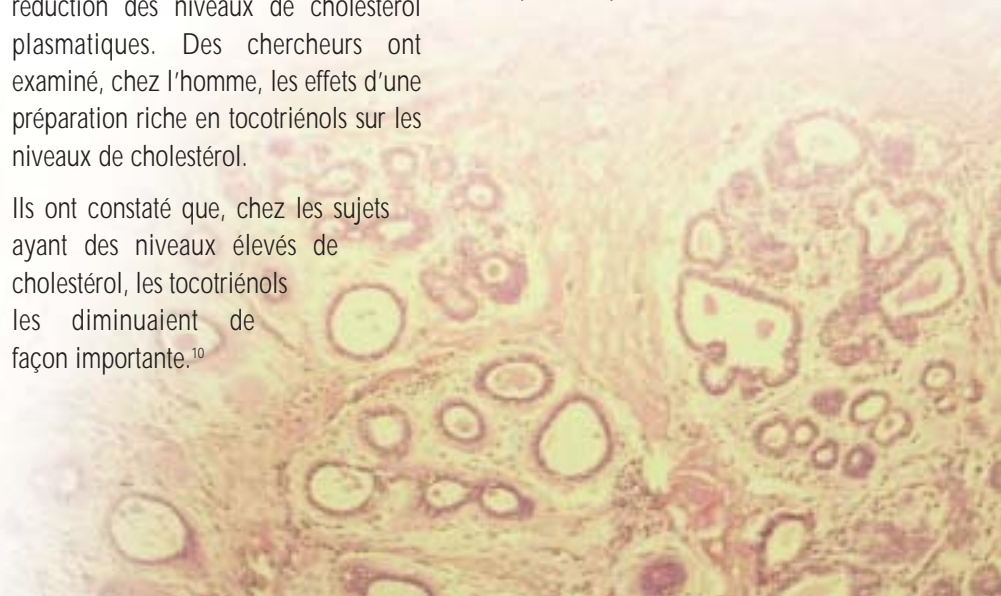 réduction des niveaux de cholestérol
plasmatiques. Des chercheurs ont
examiné, chez l'homme, les effets d'une
préparation riche en tocotriénols sur les
niveaux de cholestérol.
Ils ont constaté que, chez les sujets
ayant des niveaux élevés de
cholestérol, les tocotriénols
les diminuaient de
façon importante.¹⁰